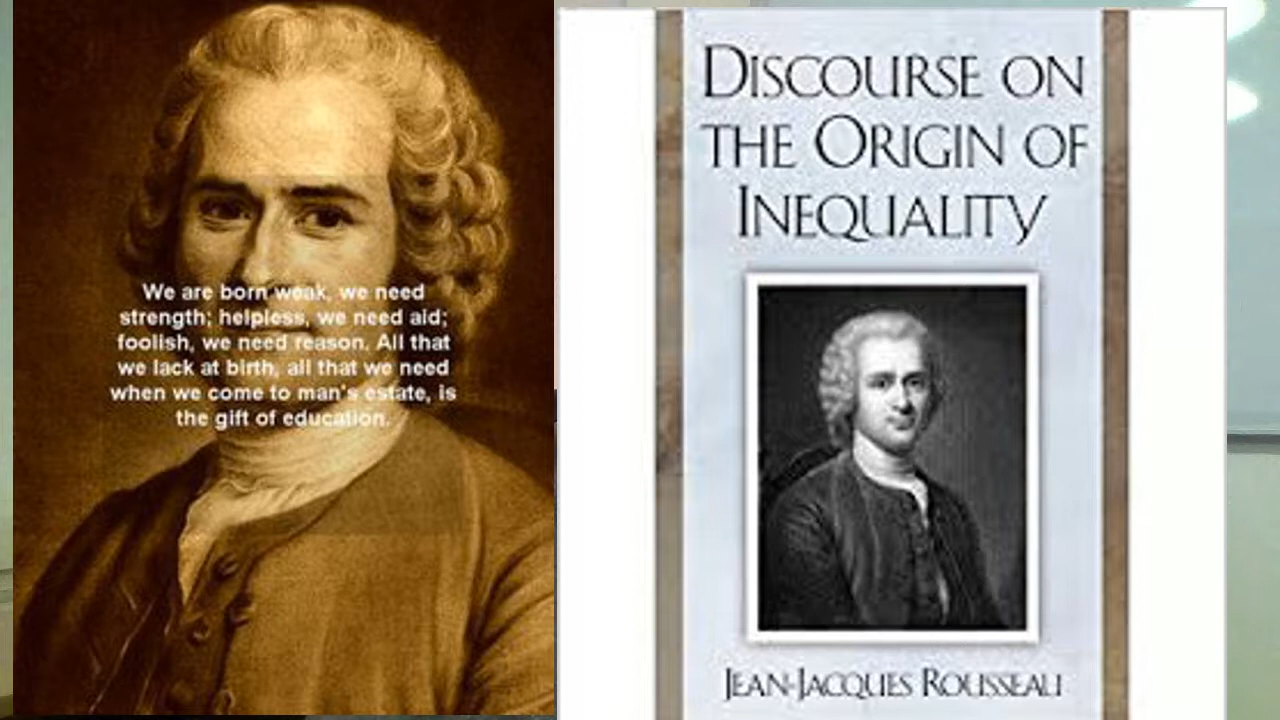 We are born weak, we need
strength; helpless, we need aid;
foolish, we need reason. All that
we lack at birth, all that we need
when we come to man's estate, is
the gift of education.
DISCOURSE ON
THE ORIGIN OF
INEQUALITY
JEAN-JACQUES ROUSSEAU